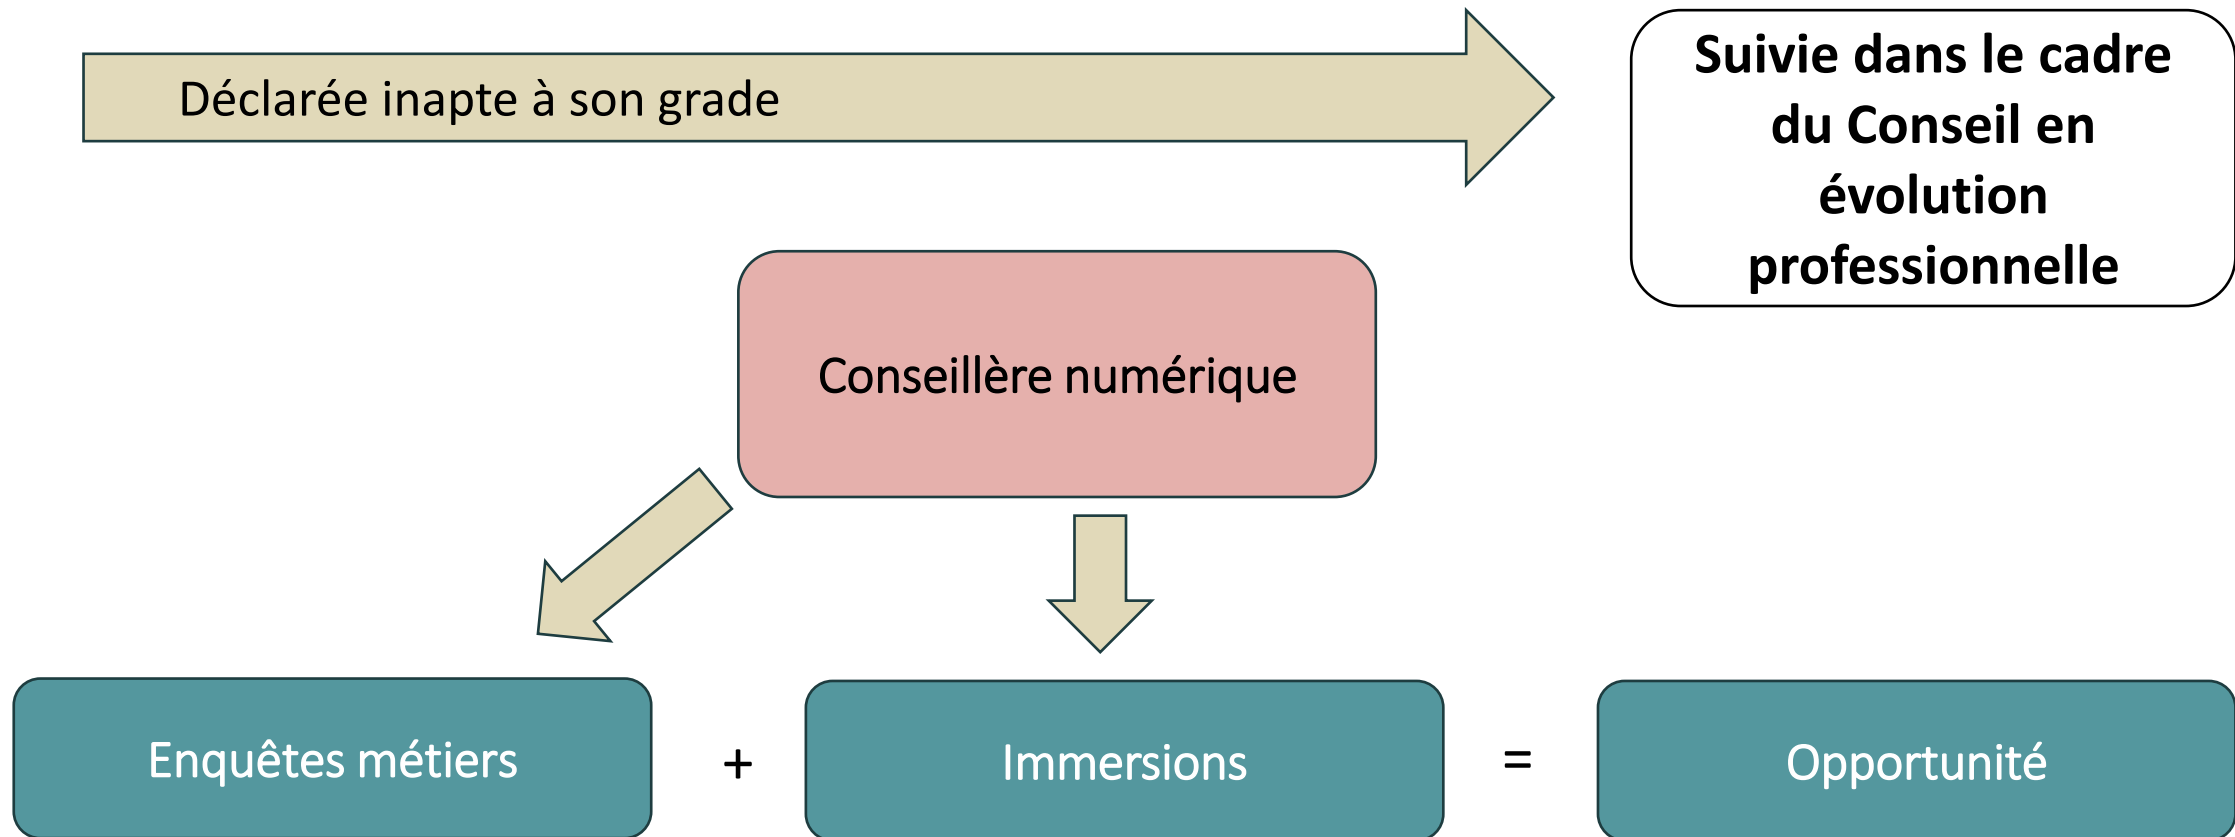 Déclarée inapte à son grade
Suivie dans le cadre
du Conseil en
évolution
professionnelle
Conseillère numérique
Enquêtes métiers
+
Immersions
=
Opportunité